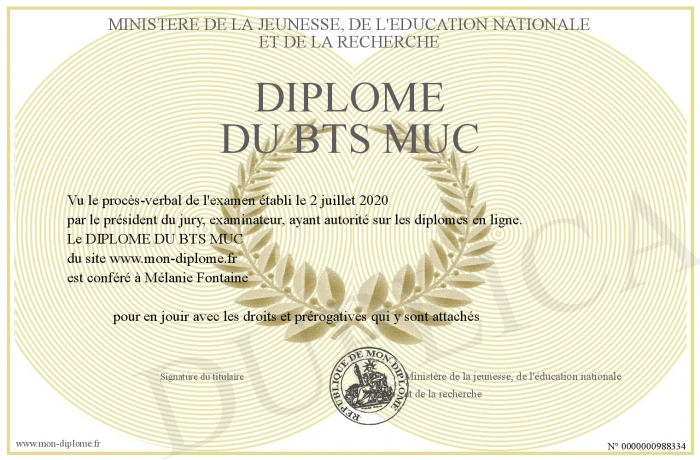 MINISTERE DE LA JEUNESSE, DE L'EDUCATION NATIONALE
ET DE LA RECHERCHE
DIPLOME
DU BTS MUC
Vu le procès-verbal de l'examen établi le 2 juillet 2020
par le président du jury, examinateur, ayant autorité sur les diplomes en ligne.
Le DIPLOME DU BTS MUC
du site www.mon-diplome.fr
est conféré à Mélanie Fontaine
pour en jouir avec les droits et prérogatives qui y sont attachés
Signature du titulaire
REPUBLIQUE DE MON-DIPLOME
Ministère de la jeunesse, de l'éducation nationale
et de la recherche
DUPLICATA
www.mon-diplome.fr
N° 0000000988334